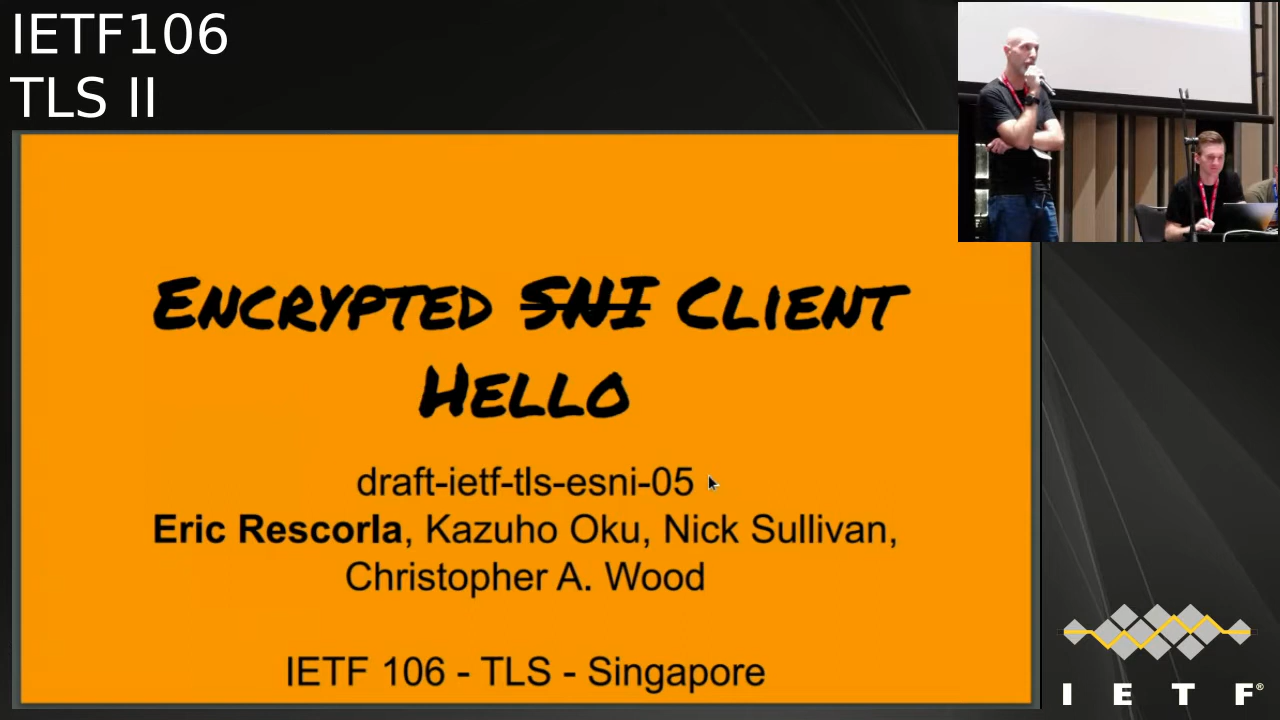 IETF106
TLS II
ENCRYPTED SNI CLIENT
HELLO
draft-ietf-tls-esni-05
Eric Rescorla, Kazuho Oku, Nick Sullivan,
Christopher A. Wood
IETF 106 - TLS - Singapore
I E T F®